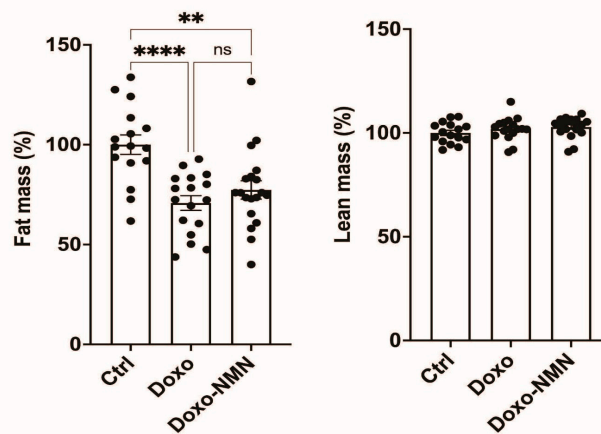 **
**** ns
150
100
50
0
Fat mass (%)
Ctrl
Doxo
Doxo-NMN
150
100
50
0
Lean mass (%)
Ctrl
Doxo
Doxo-NMN